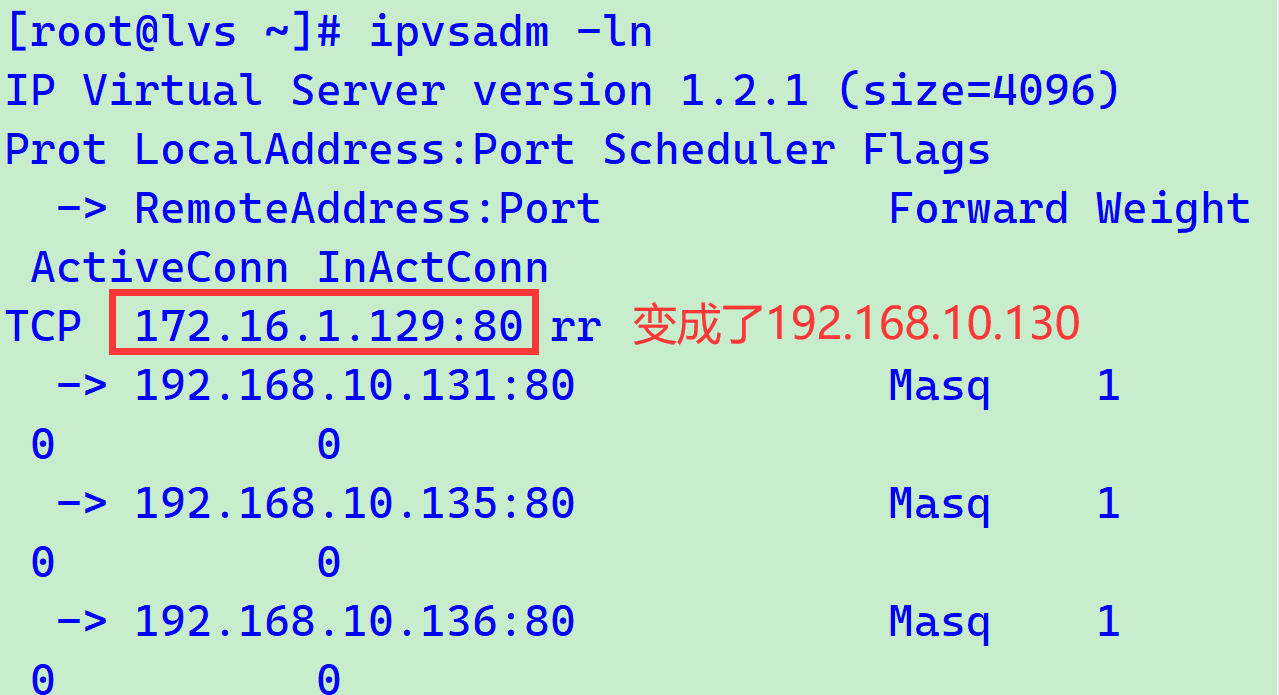 [root@lvs ~]# ipvsadm -ln
IP Virtual Server version 1.2.1 (size=4096)
Prot LocalAddress:Port Scheduler Flags
  -> RemoteAddress:Port           Forward Weight
 ActiveConn InActConn
TCP  172.16.1.129:80 rr 变成了192.168.10.130
  -> 192.168.10.131:80            Masq    1
 0          0
  -> 192.168.10.135:80            Masq    1
 0          0
  -> 192.168.10.136:80            Masq    1
 0          0